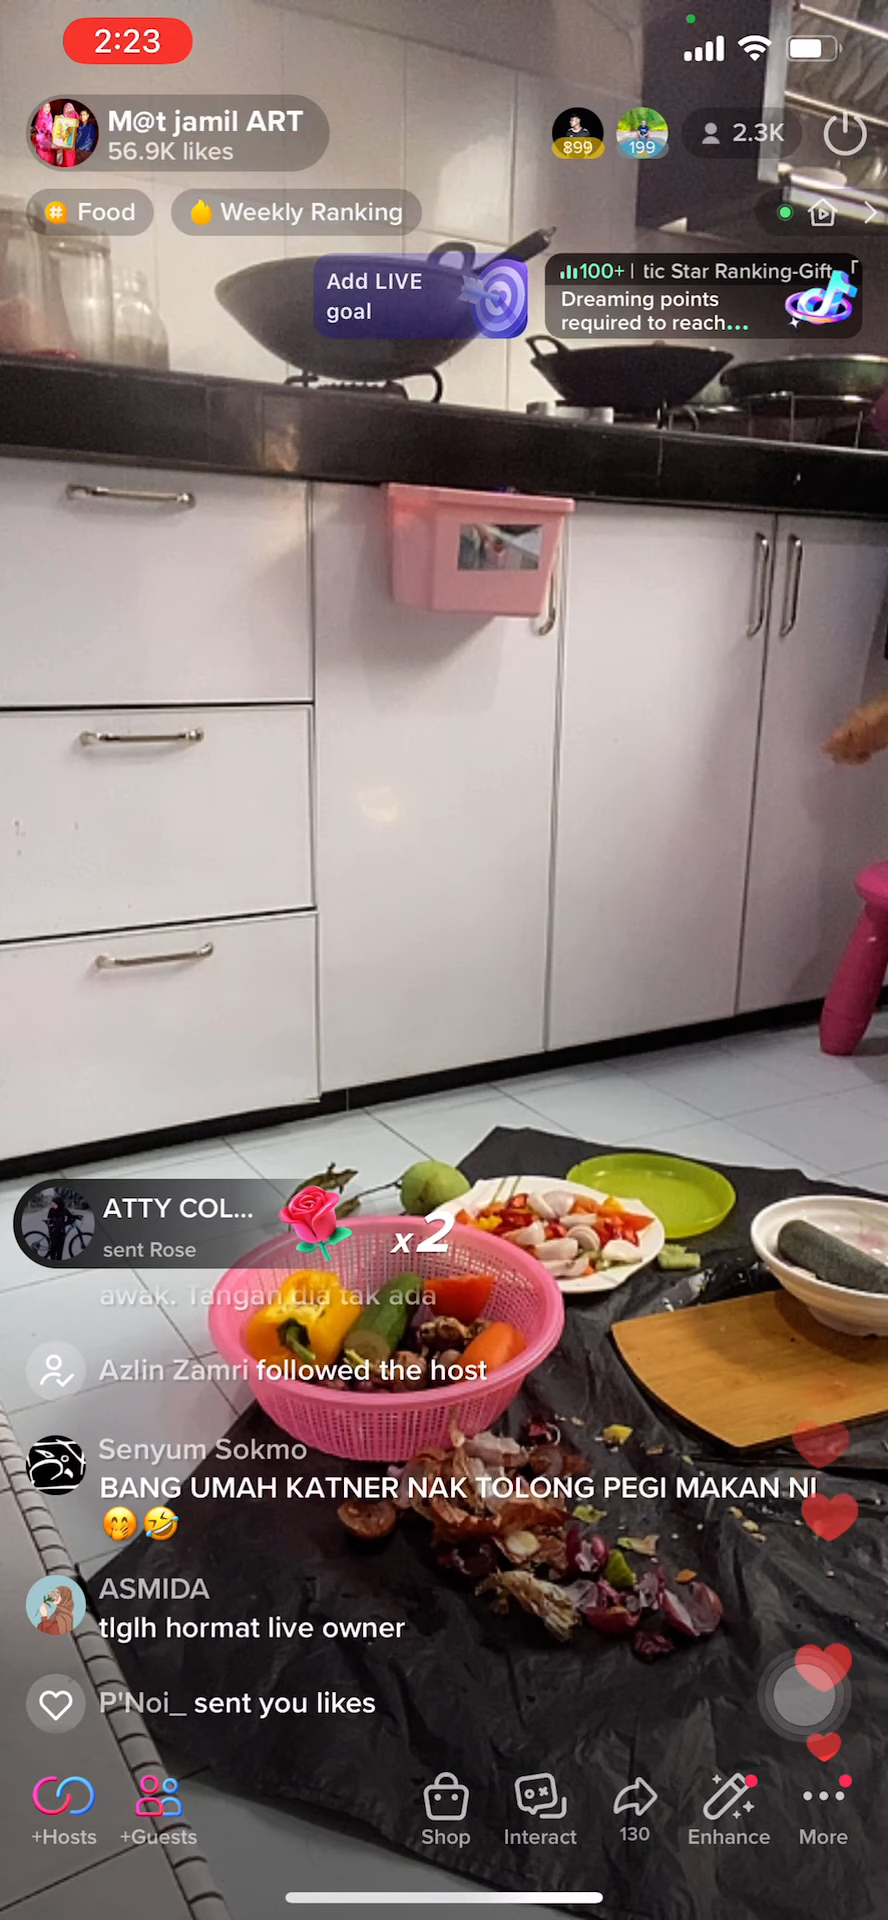 2:23
M@t jamil ART
56.9K likes
899
199
2.3K
Food
Weekly Ranking
Add LIVE
goal
100+ | tic Star Ranking-Gift
Dreaming points
required to reach...
ATTY COL...
sent Rose
x2
awak. Tangan dia tak ada
Azlin Zamri followed the host
Senyum Sokmo
BANG UMAH KATNER NAK TOLONG PEGI MAKAN NI
🤭🤣
ASMIDA
tlglh hormat live owner
P'Noi_ sent you likes
+Hosts
+Guests
Shop
Interact
130
Enhance
More